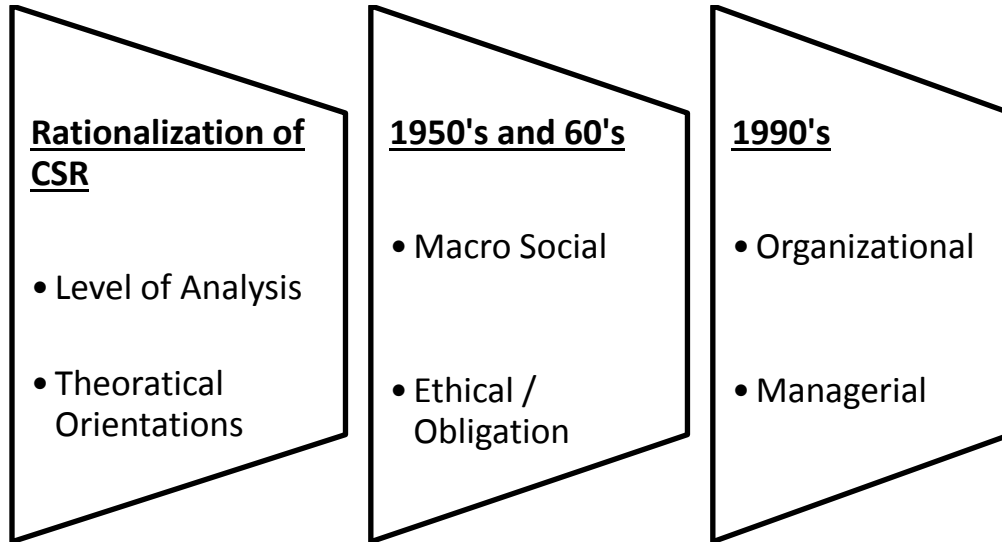 Rationalization of
CSR
• Level of Analysis
• Theoratical
Orientations
1950's and 60's
• Macro Social
• Ethical /
Obligation
1990's
• Organizational
• Managerial